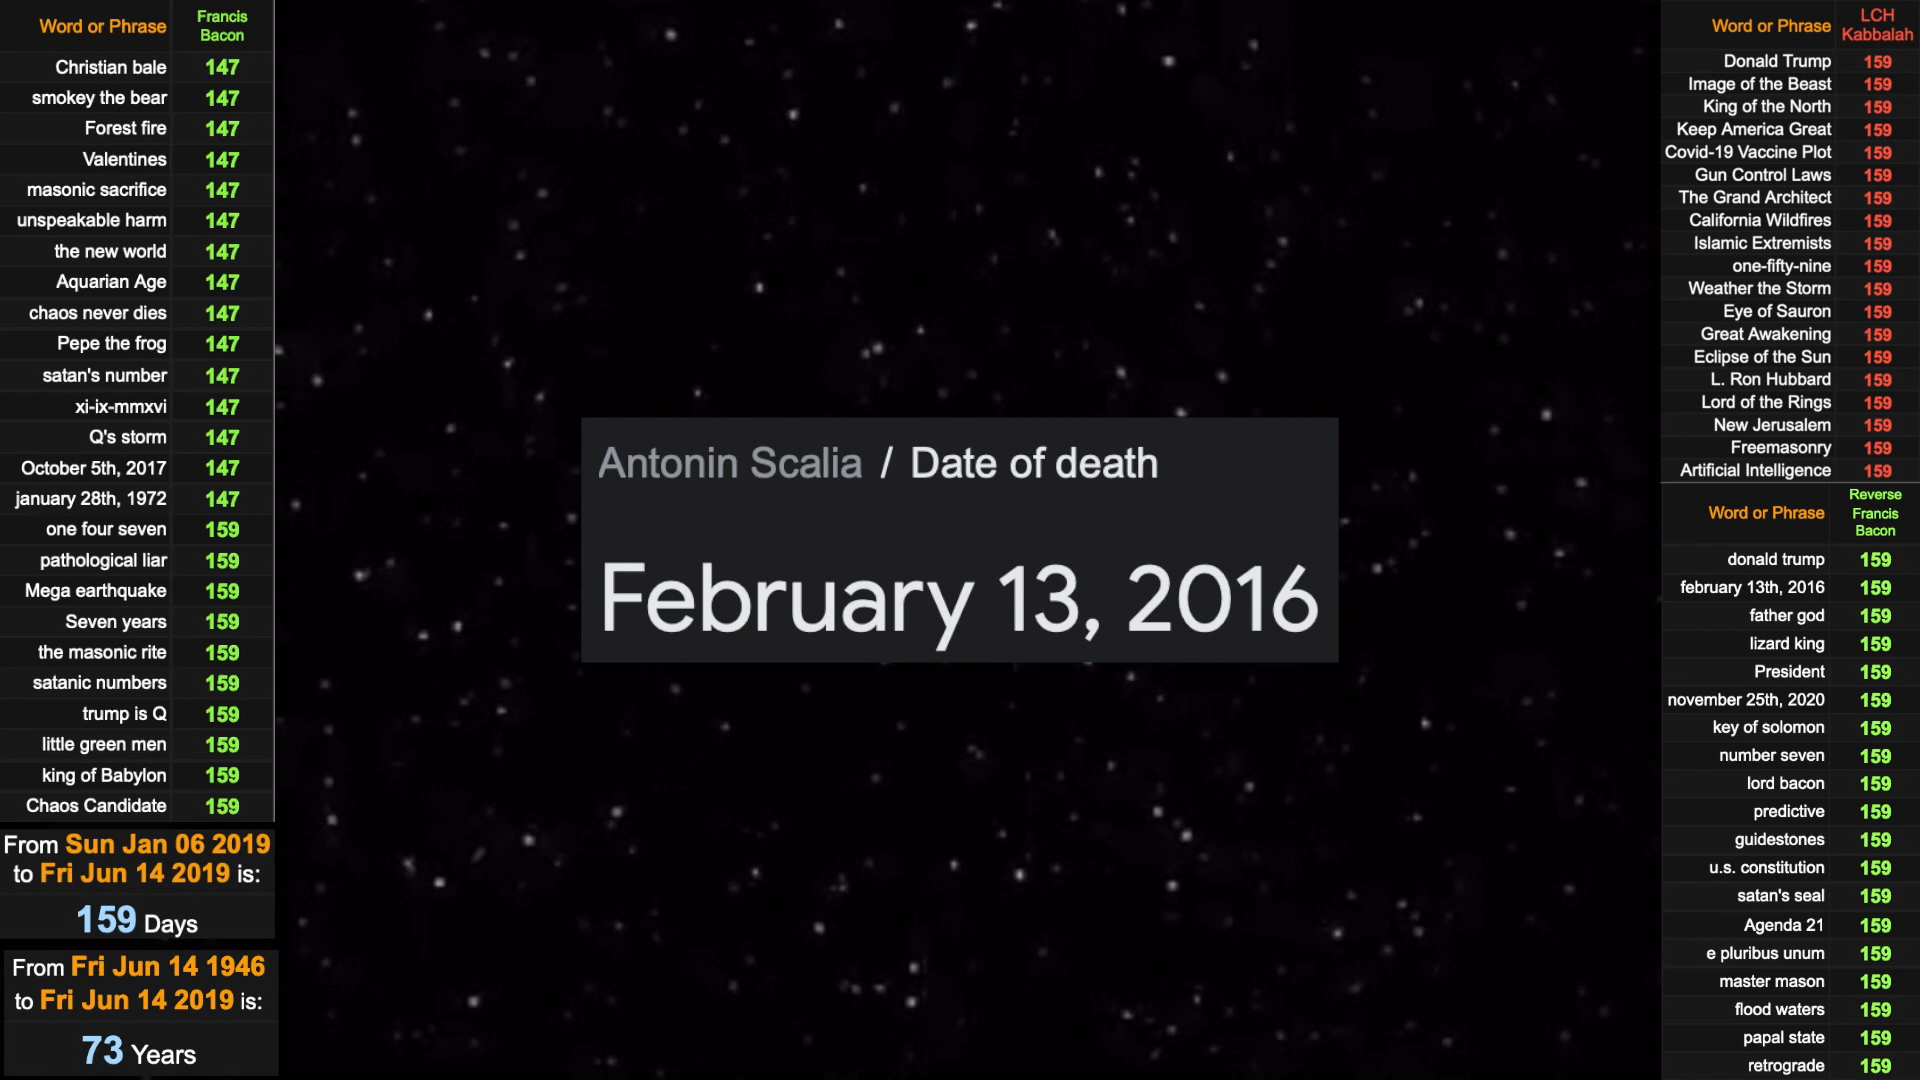 Word or Phrase Francis Bacon
Christian bale 147
smokey the bear 147
Forest fire 147
Valentines 147
masonic sacrifice 147
unspeakable harm 147
the new world 147
Aquarian Age 147
chaos never dies 147
Pepe the frog 147
satan's number 147
xi-ix-mmxvi 147
Q's storm 147
October 5th, 2017 147
january 28th, 1972 147
one four seven 159
pathological liar 159
Mega earthquake 159
Seven years 159
the masonic rite 159
satanic numbers 159
trump is Q 159
little green men 159
king of Babylon 159
Chaos Candidate 159
From Sun Jan 06 2019
to Fri Jun 14 2019 is:
159 Days
From Fri Jun 14 1946
to Fri Jun 14 2019 is:
73 Years
Antonin Scalia / Date of death
February 13, 2016
Word or Phrase LCH Kabbalah
Donald Trump 159
Image of the Beast 159
King of the North 159
Keep America Great 159
Covid-19 Vaccine Plot 159
Gun Control Laws 159
The Grand Architect 159
California Wildfires 159
Islamic Extremists 159
one-fifty-nine 159
Weather the Storm 159
Eye of Sauron 159
Great Awakening 159
Eclipse of the Sun 159
L. Ron Hubbard 159
Lord of the Rings 159
New Jerusalem 159
Freemasonry 159
Artificial Intelligence 159
Word or Phrase Reverse Francis Bacon
donald trump 159
february 13th, 2016 159
father god 159
lizard king 159
President 159
november 25th, 2020 159
key of solomon 159
number seven 159
lord bacon 159
predictive 159
guidestones 159
u.s. constitution 159
satan's seal 159
Agenda 21 159
e pluribus unum 159
master mason 159
flood waters 159
papal state 159
retrograde 159